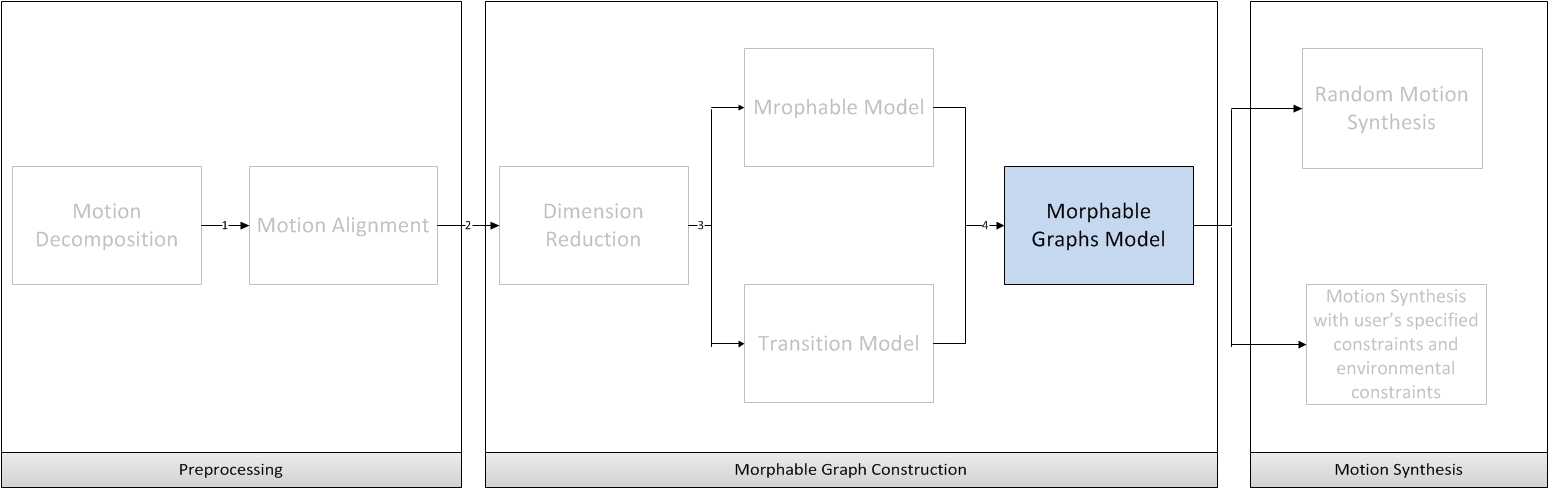 Motion
Decomposition
1
Motion Alignment
2
Dimension
Reduction
3
Mrophable Model
Transition Model
4
Morphable
Graphs Model
Random Motion
Synthesis
Motion Synthesis
with user's specified
constraints and
environmental
constraints
Preprocessing
Morphable Graph Construction
Motion Synthesis